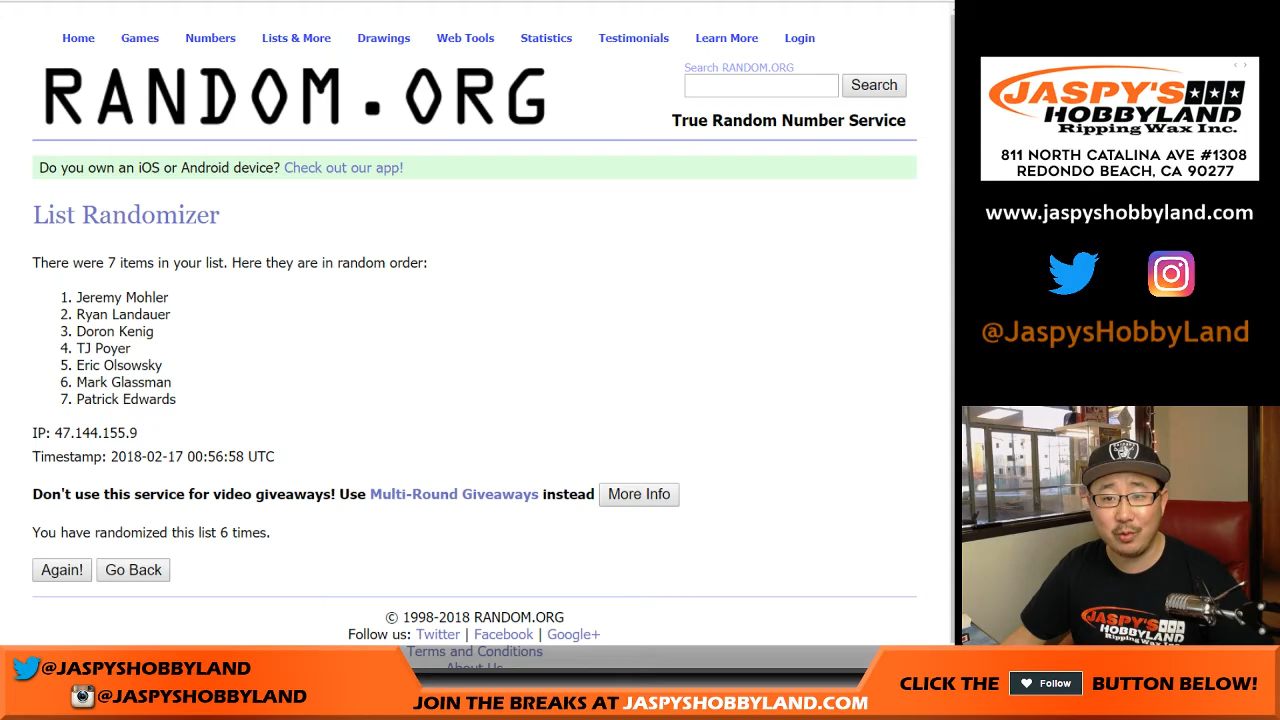 Home Games Numbers Lists & More Drawings Web Tools Statistics Testimonials Learn More Login
RANDOM.ORG
Search RANDOM.ORG
Search
True Random Number Service
Do you own an iOS or Android device? Check out our app!
List Randomizer
There were 7 items in your list. Here they are in random order:
1. Jeremy Mohler
2. Ryan Landauer
3. Doron Kenig
4. TJ Poyer
5. Eric Olsowsky
6. Mark Glassman
7. Patrick Edwards
IP: 47.144.155.9
Timestamp: 2018-02-17 00:56:58 UTC
Don't use this service for video giveaways! Use Multi-Round Giveaways instead More Info
You have randomized this list 6 times.
Again! Go Back
© 1998-2018 RANDOM.ORG
Follow us: Twitter | Facebook | Google+
Terms and Conditions
About Us
JASPY'S
HOBBYLAND
Ripping Wax Inc.
811 NORTH CATALINA AVE #1308
REDONDO BEACH, CA 90277
www.jaspyshobbyland.com
@JaspysHobbyLand
JASPY'S
HOBBYLAND
Ripping Wax Inc.
@JASPYSHOBBYLAND
@JASPYSHOBBYLAND
JOIN THE BREAKS AT JASPYSHOBBYLAND.COM
CLICK THE Follow BUTTON BELOW!